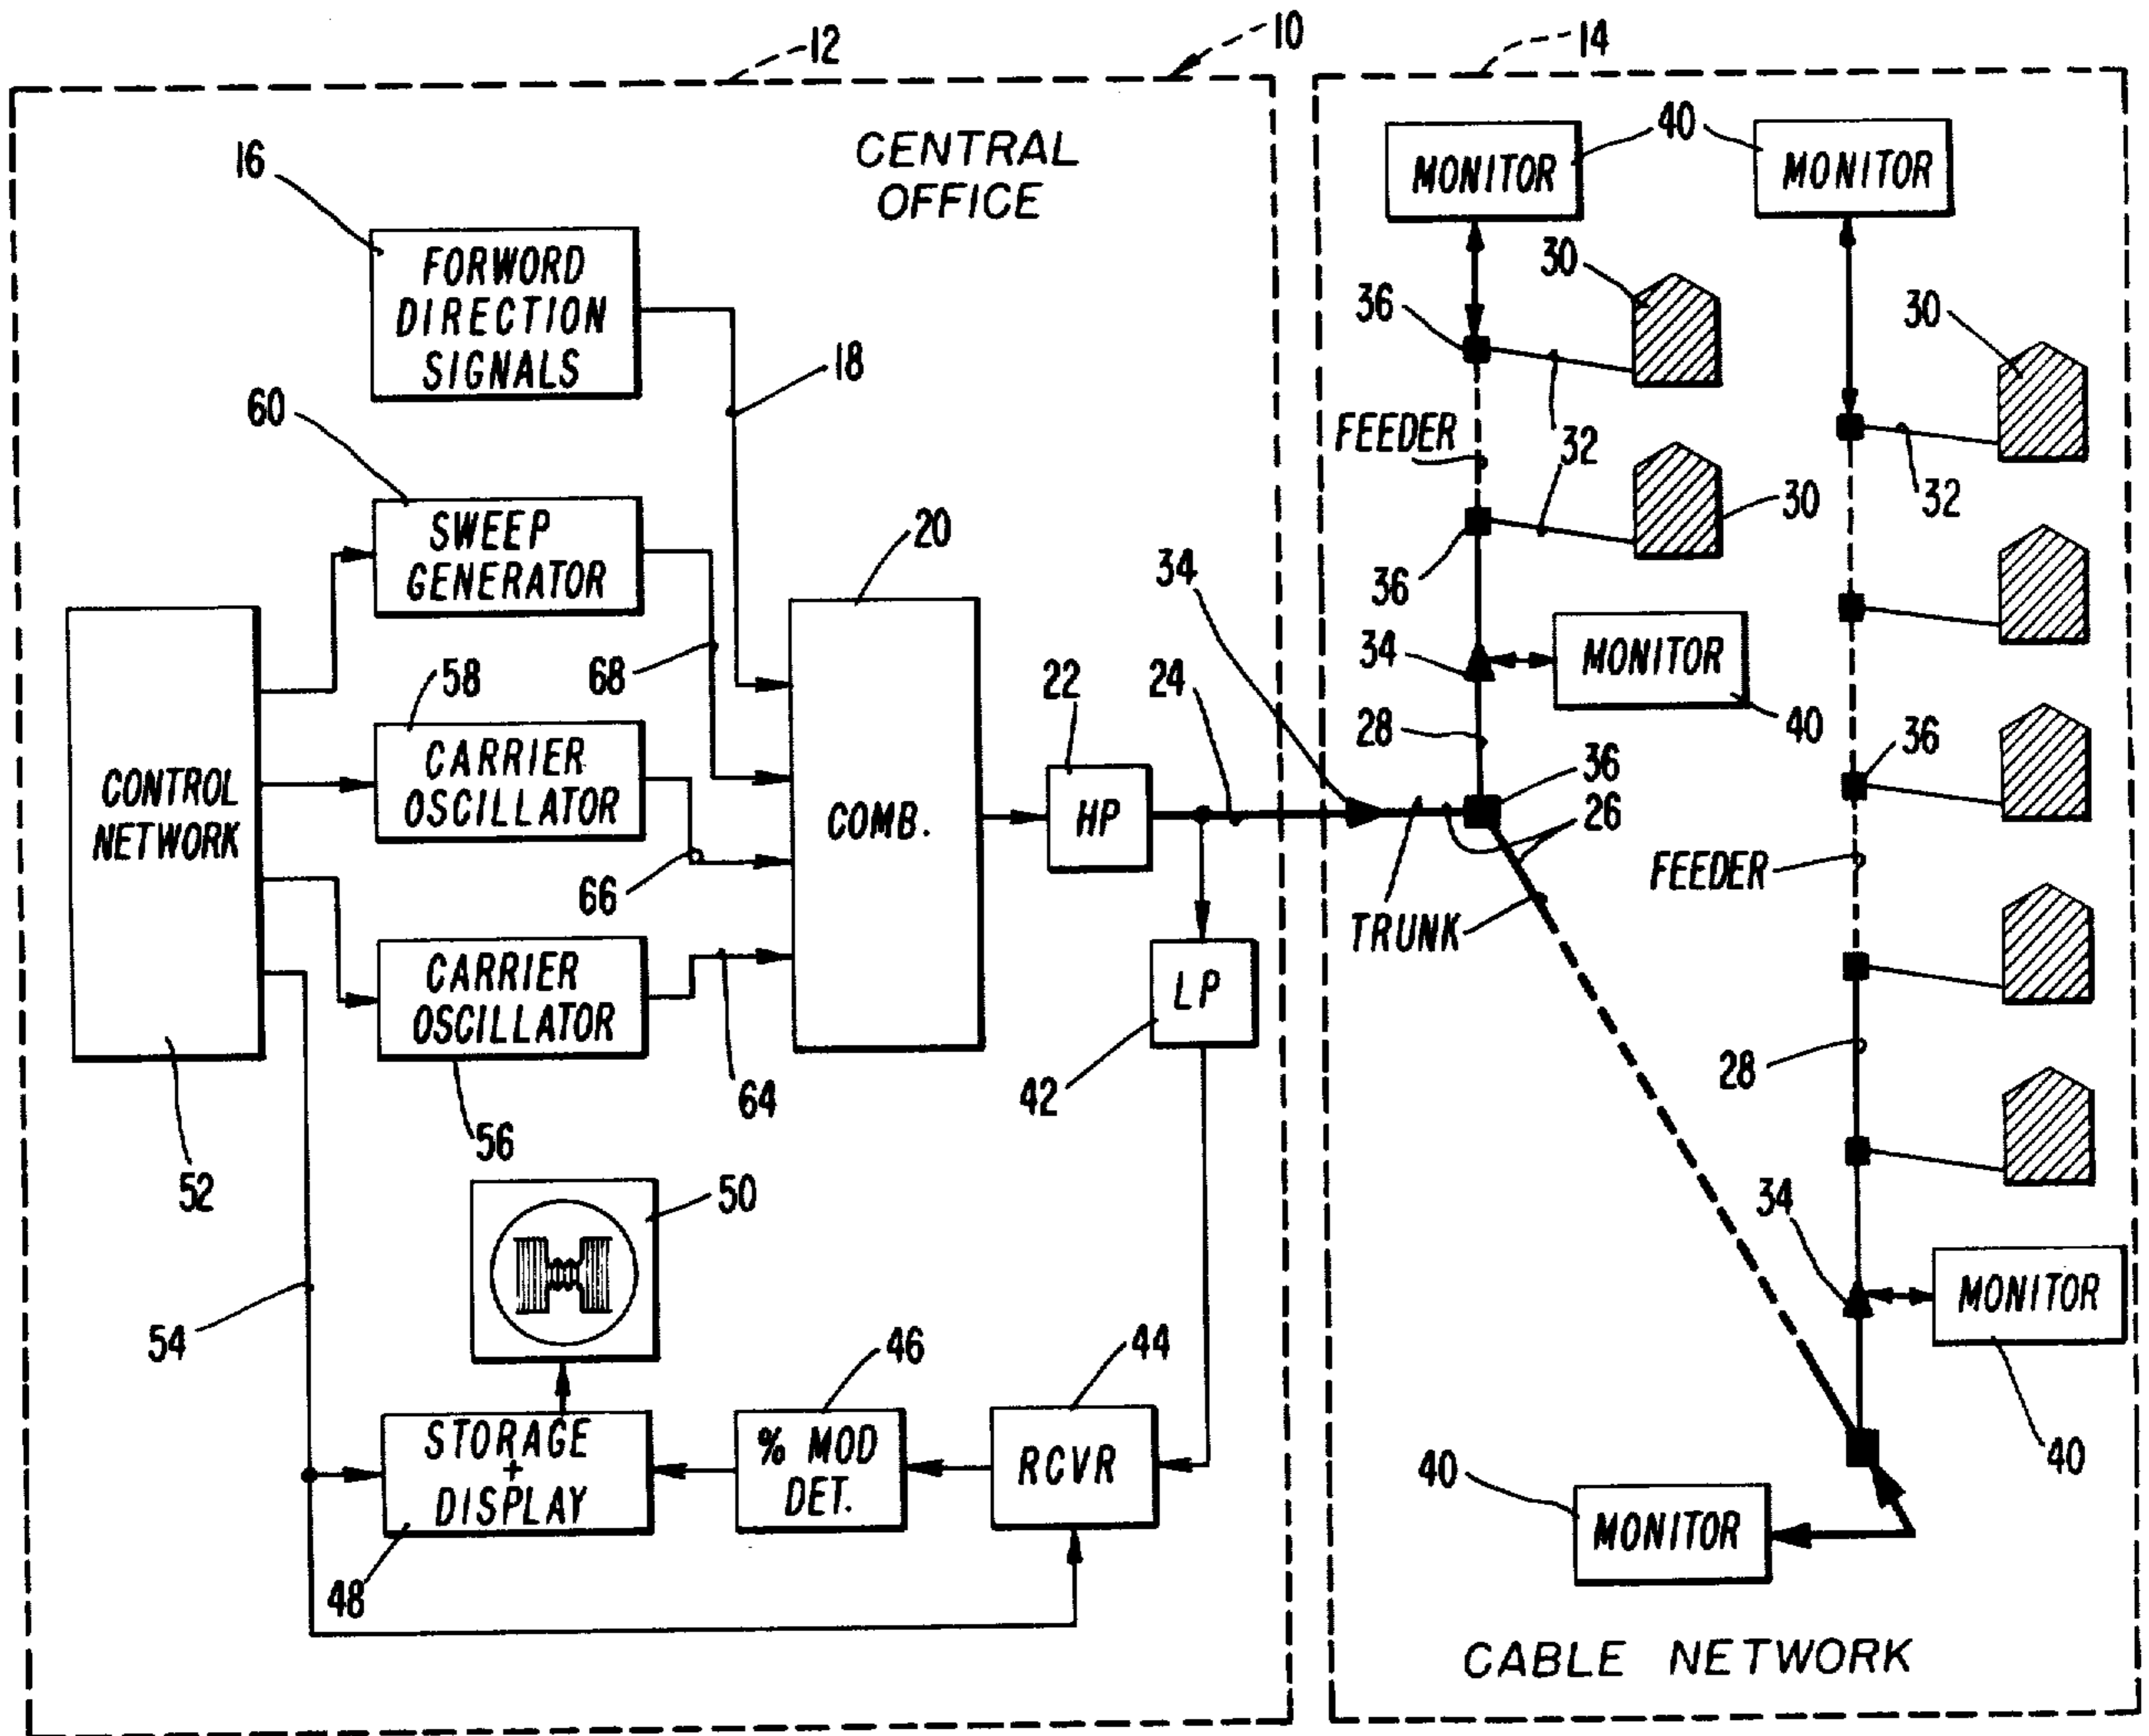 12
10
14
CENTRAL
OFFICE
16
FORWORD
DIRECTION
SIGNALS
18
60
SWEEP
GENERATOR
68
20
COMB.
58
CARRIER
OSCILLATOR
66
CONTROL
NETWORK
52
CARRIER
OSCILLATOR
56
64
22
HP
24
34
LP
42
50
54
STORAGE
+
DISPLAY
48
46
% MOD
DET.
44
RCVR
MONITOR
40
MONITOR
30
36
30
FEEDER
32
32
30
36
34
MONITOR
40
28
36
26
36
TRUNK
FEEDER
28
34
MONITOR
40
40
MONITOR
CABLE NETWORK